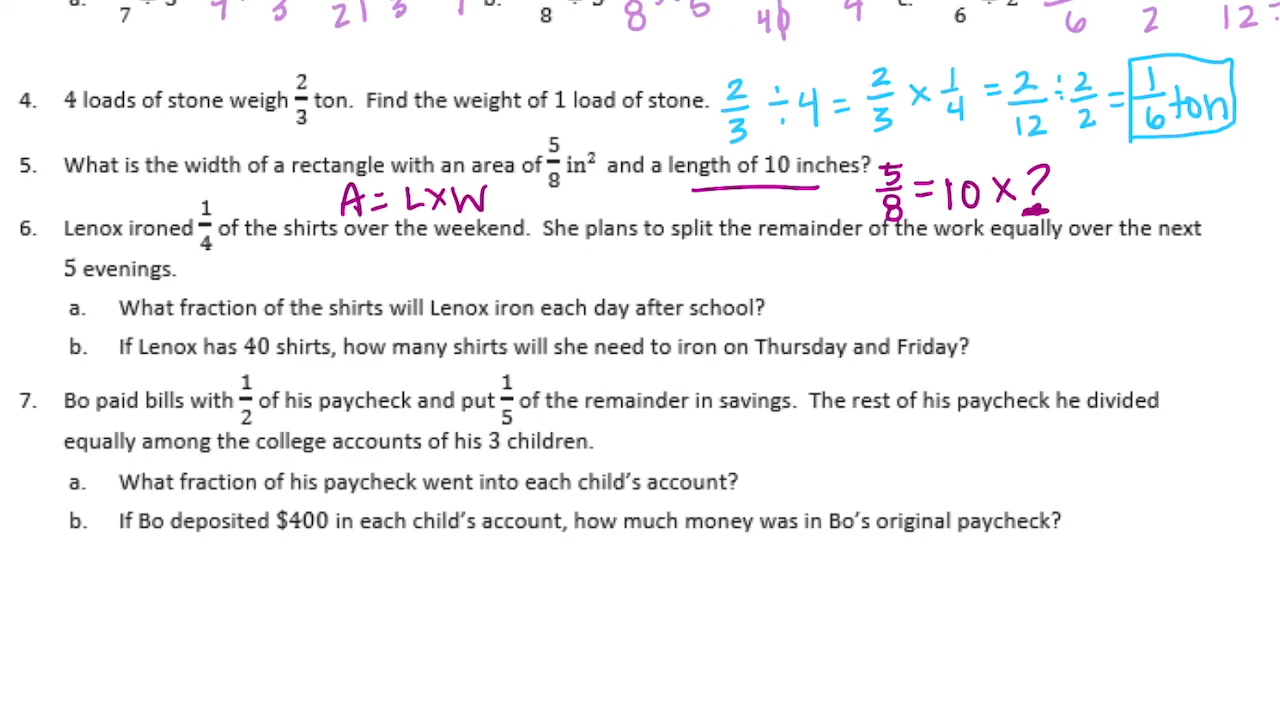 4. 4 loads of stone weigh 2/3 ton. Find the weight of 1 load of stone. 2/3 ÷ 4 = 2/3 × 1/4 = 2/12 ÷ 2/2 = 1/6 ton
5. What is the width of a rectangle with an area of 5/8 in² and a length of 10 inches? 5/8 = 10 × ?
A = L×W
6. Lenox ironed 1/4 of the shirts over the weekend. She plans to split the remainder of the work equally over the next
5 evenings.
a. What fraction of the shirts will Lenox iron each day after school?
b. If Lenox has 40 shirts, how many shirts will she need to iron on Thursday and Friday?
7. Bo paid bills with 1/2 of his paycheck and put 1/5 of the remainder in savings. The rest of his paycheck he divided
equally among the college accounts of his 3 children.
a. What fraction of his paycheck went into each child's account?
b. If Bo deposited $400 in each child's account, how much money was in Bo's original paycheck?